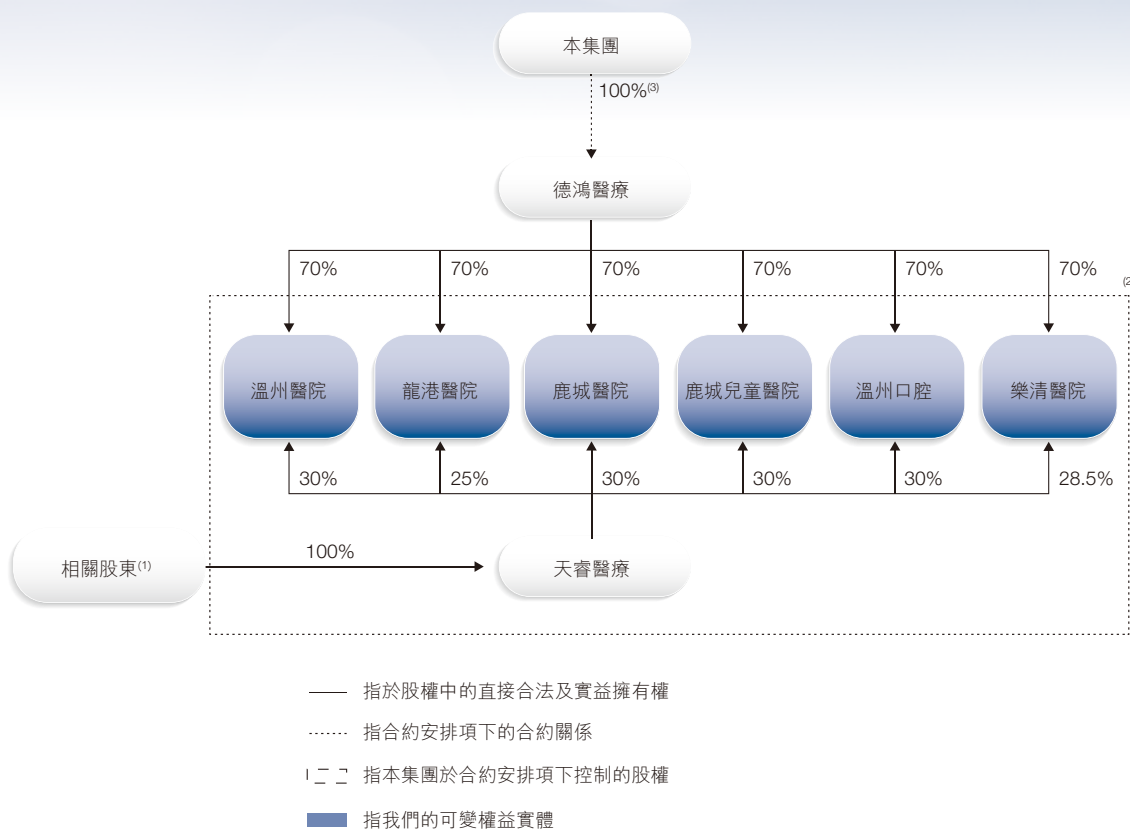 本集團
100%(3)
德鴻醫療
70% 70% 70% 70% 70% 70%
(2
溫州醫院 龍港醫院 鹿城醫院 鹿城兒童醫院 溫州口腔 樂清醫院
30% 25% 30% 30% 30% 28.5%
相關股東(1) 100% 天睿醫療
指於股權中的直接合法及實益擁有權
指合約安排項下的合約關係
指本集團於合約安排項下控制的股權
指我們的可變權益實體